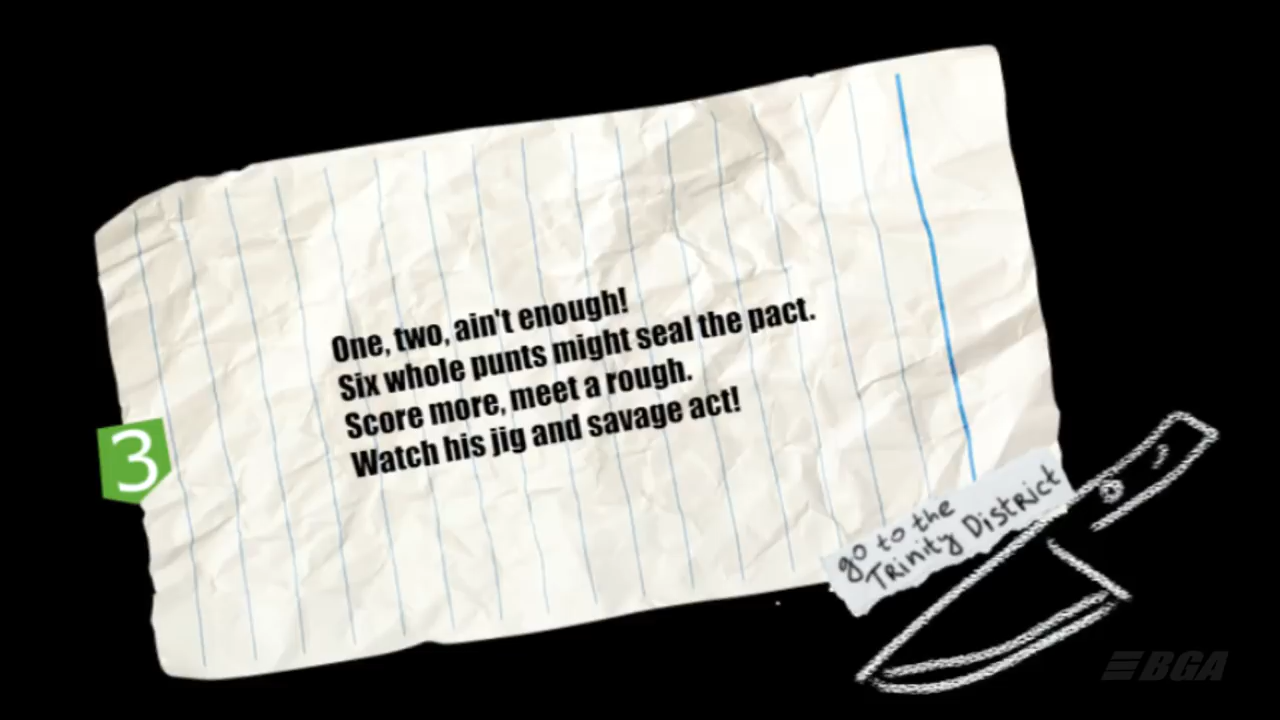 One, two, ain't enough!
Six whole punts might seal the pact.
Score more, meet a rough.
Watch his jig and savage act!
3
go to the
Trinity District
BGA